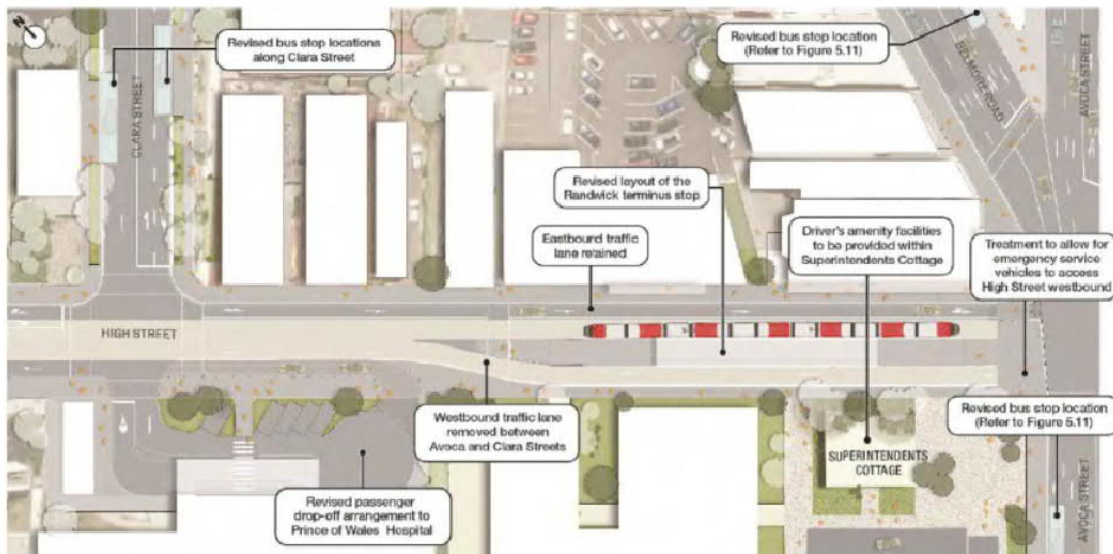 N
Revised bus stop locations
along Clara Street
Revised bus stop location
(Refer to Figure 5.11)
CLARA STREET
BELMORE ROAD
AVOCA STREET
Revised layout of the
Randwick terminus stop
Eastbound traffic
lane retained
Driver's amenity facilities
to be provided within
Superintendents Cottage
Treatment to allow for
emergency service
vehicles to access
High Street westbound
HIGH STREET
Westbound traffic lane
removed between
Avoca and Clara Streets
Revised bus stop location
(Refer to Figure 5.11)
SUPERINTENDENTS
COTTAGE
Revised passenger
drop-off arrangement to
Prince of Wales Hospital
AVOCA STREET